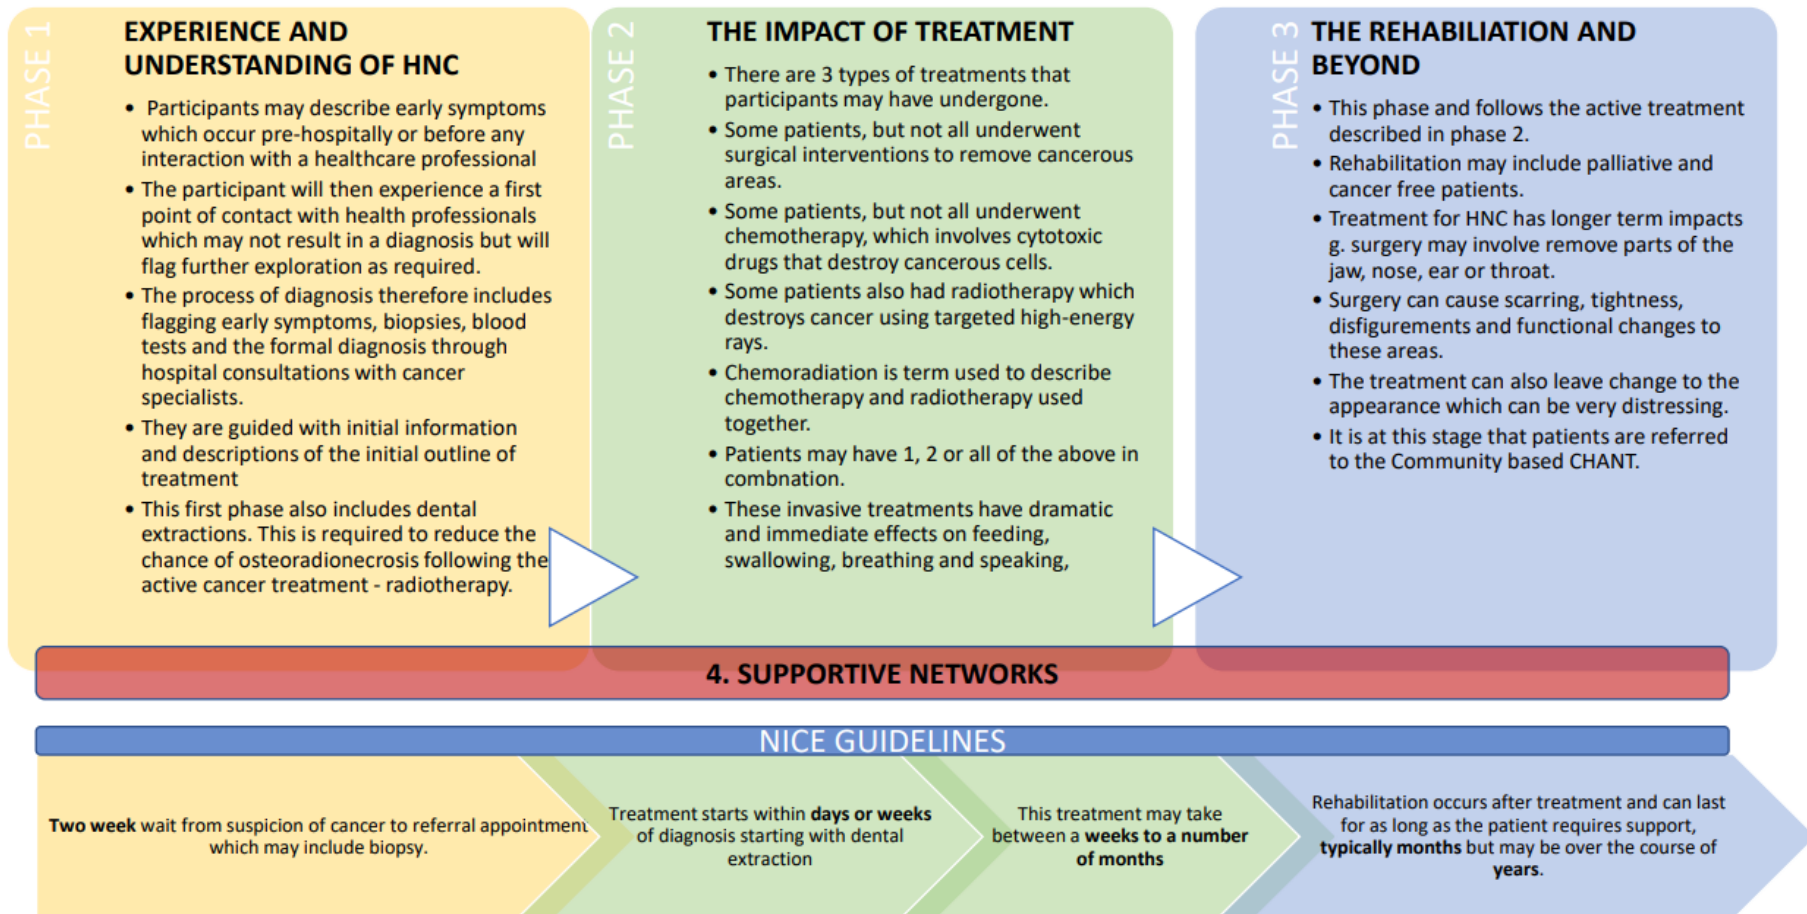 PHASE 1
EXPERIENCE AND
UNDERSTANDING OF HNC
• Participants may describe early symptoms
which occur pre-hospitally or before any
interaction with a healthcare professional
• The participant will then experience a first
point of contact with health professionals
which may not result in a diagnosis but will
flag further exploration as required.
• The process of diagnosis therefore includes
flagging early symptoms, biopsies, blood
tests and the formal diagnosis through
hospital consultations with cancer
specialists.
• They are guided with initial information
and descriptions of the initial outline of
treatment
• This first phase also includes dental
extractions. This is required to reduce the
chance of osteoradionecrosis following the
active cancer treatment - radiotherapy.
PHASE 2
THE IMPACT OF TREATMENT
• There are 3 types of treatments that
participants may have undergone.
• Some patients, but not all underwent
surgical interventions to remove cancerous
areas.
• Some patients, but not all underwent
chemotherapy, which involves cytotoxic
drugs that destroy cancerous cells.
• Some patients also had radiotherapy which
destroys cancer using targeted high-energy
rays.
• Chemoradiation is term used to describe
chemotherapy and radiotherapy used
together.
• Patients may have 1, 2 or all of the above in
combnation.
• These invasive treatments have dramatic
and immediate effects on feeding,
swallowing, breathing and speaking,
PHASE 3
THE REHABILIATION AND
BEYOND
• This phase and follows the active treatment
described in phase 2.
• Rehabilitation may include palliative and
cancer free patients.
• Treatment for HNC has longer term impacts
g. surgery may involve remove parts of the
jaw, nose, ear or throat.
• Surgery can cause scarring, tightness,
disfigurements and functional changes to
these areas.
• The treatment can also leave change to the
appearance which can be very distressing.
• It is at this stage that patients are referred
to the Community based CHANT.
4. SUPPORTIVE NETWORKS
NICE GUIDELINES
Two week wait from suspicion of cancer to referral appointment
which may include biopsy.
Treatment starts within days or weeks
of diagnosis starting with dental
extraction
This treatment may take
between a weeks to a number
of months
Rehabilitation occurs after treatment and can last
for as long as the patient requires support,
typically months but may be over the course of
years.